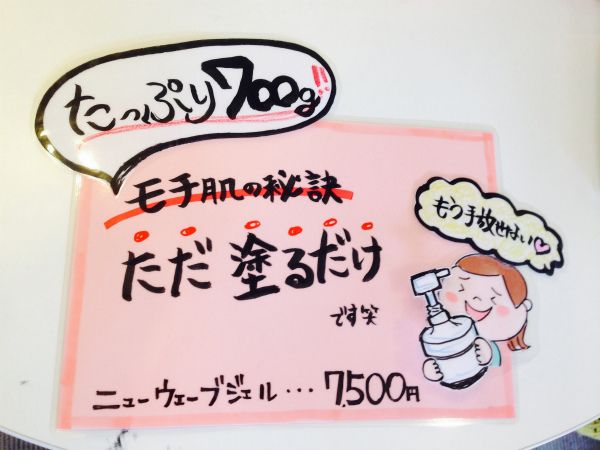 たっぷり700g!!
モテ肌の秘訣
ただ塗るだけ
です笑
もう手放せない♡
ニューウェーブジェル・・・7,500円